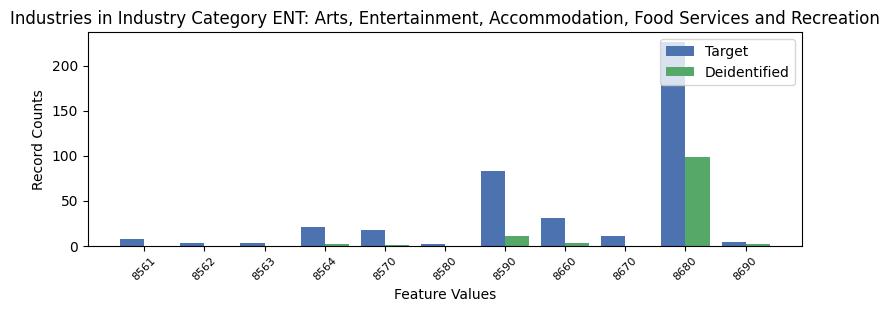 Industries in Industry Category ENT: Arts, Entertainment, Accommodation, Food Services and Recreation
Target
Deidentified
Record Counts
200
150
100
50
0
8561 8562 8563 8564 8570 8580 8590 8660 8670 8680 8690
Feature Values